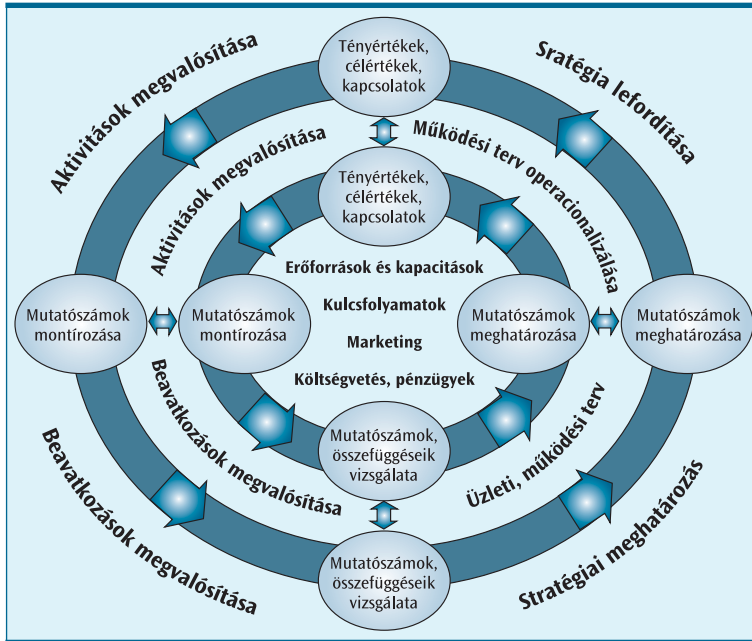 Aktivitások megvalósítása
Tényértékek,
célértékek,
kapcsolatok
Sratégia lefordítása
Aktivitások megvalósítása
Működési terv operacionalizálása
Tényértékek,
célértékek,
kapcsolatok
Erőforrások és kapacitások
Kulcsfolyamatok
Marketing
Költségvetés, pénzügyek
Mutatószámok
montírozása
Mutatószámok
montírozása
Mutatószámok
meghatározása
Mutatószámok
meghatározása
Beavatkozások megvalósítása
Mutatószámok,
összefüggéseik
vizsgálata
Üzleti, működési terv
Beavatkozások megvalósítása
Mutatószámok,
összefüggéseik
vizsgálata
Stratégiai meghatározás